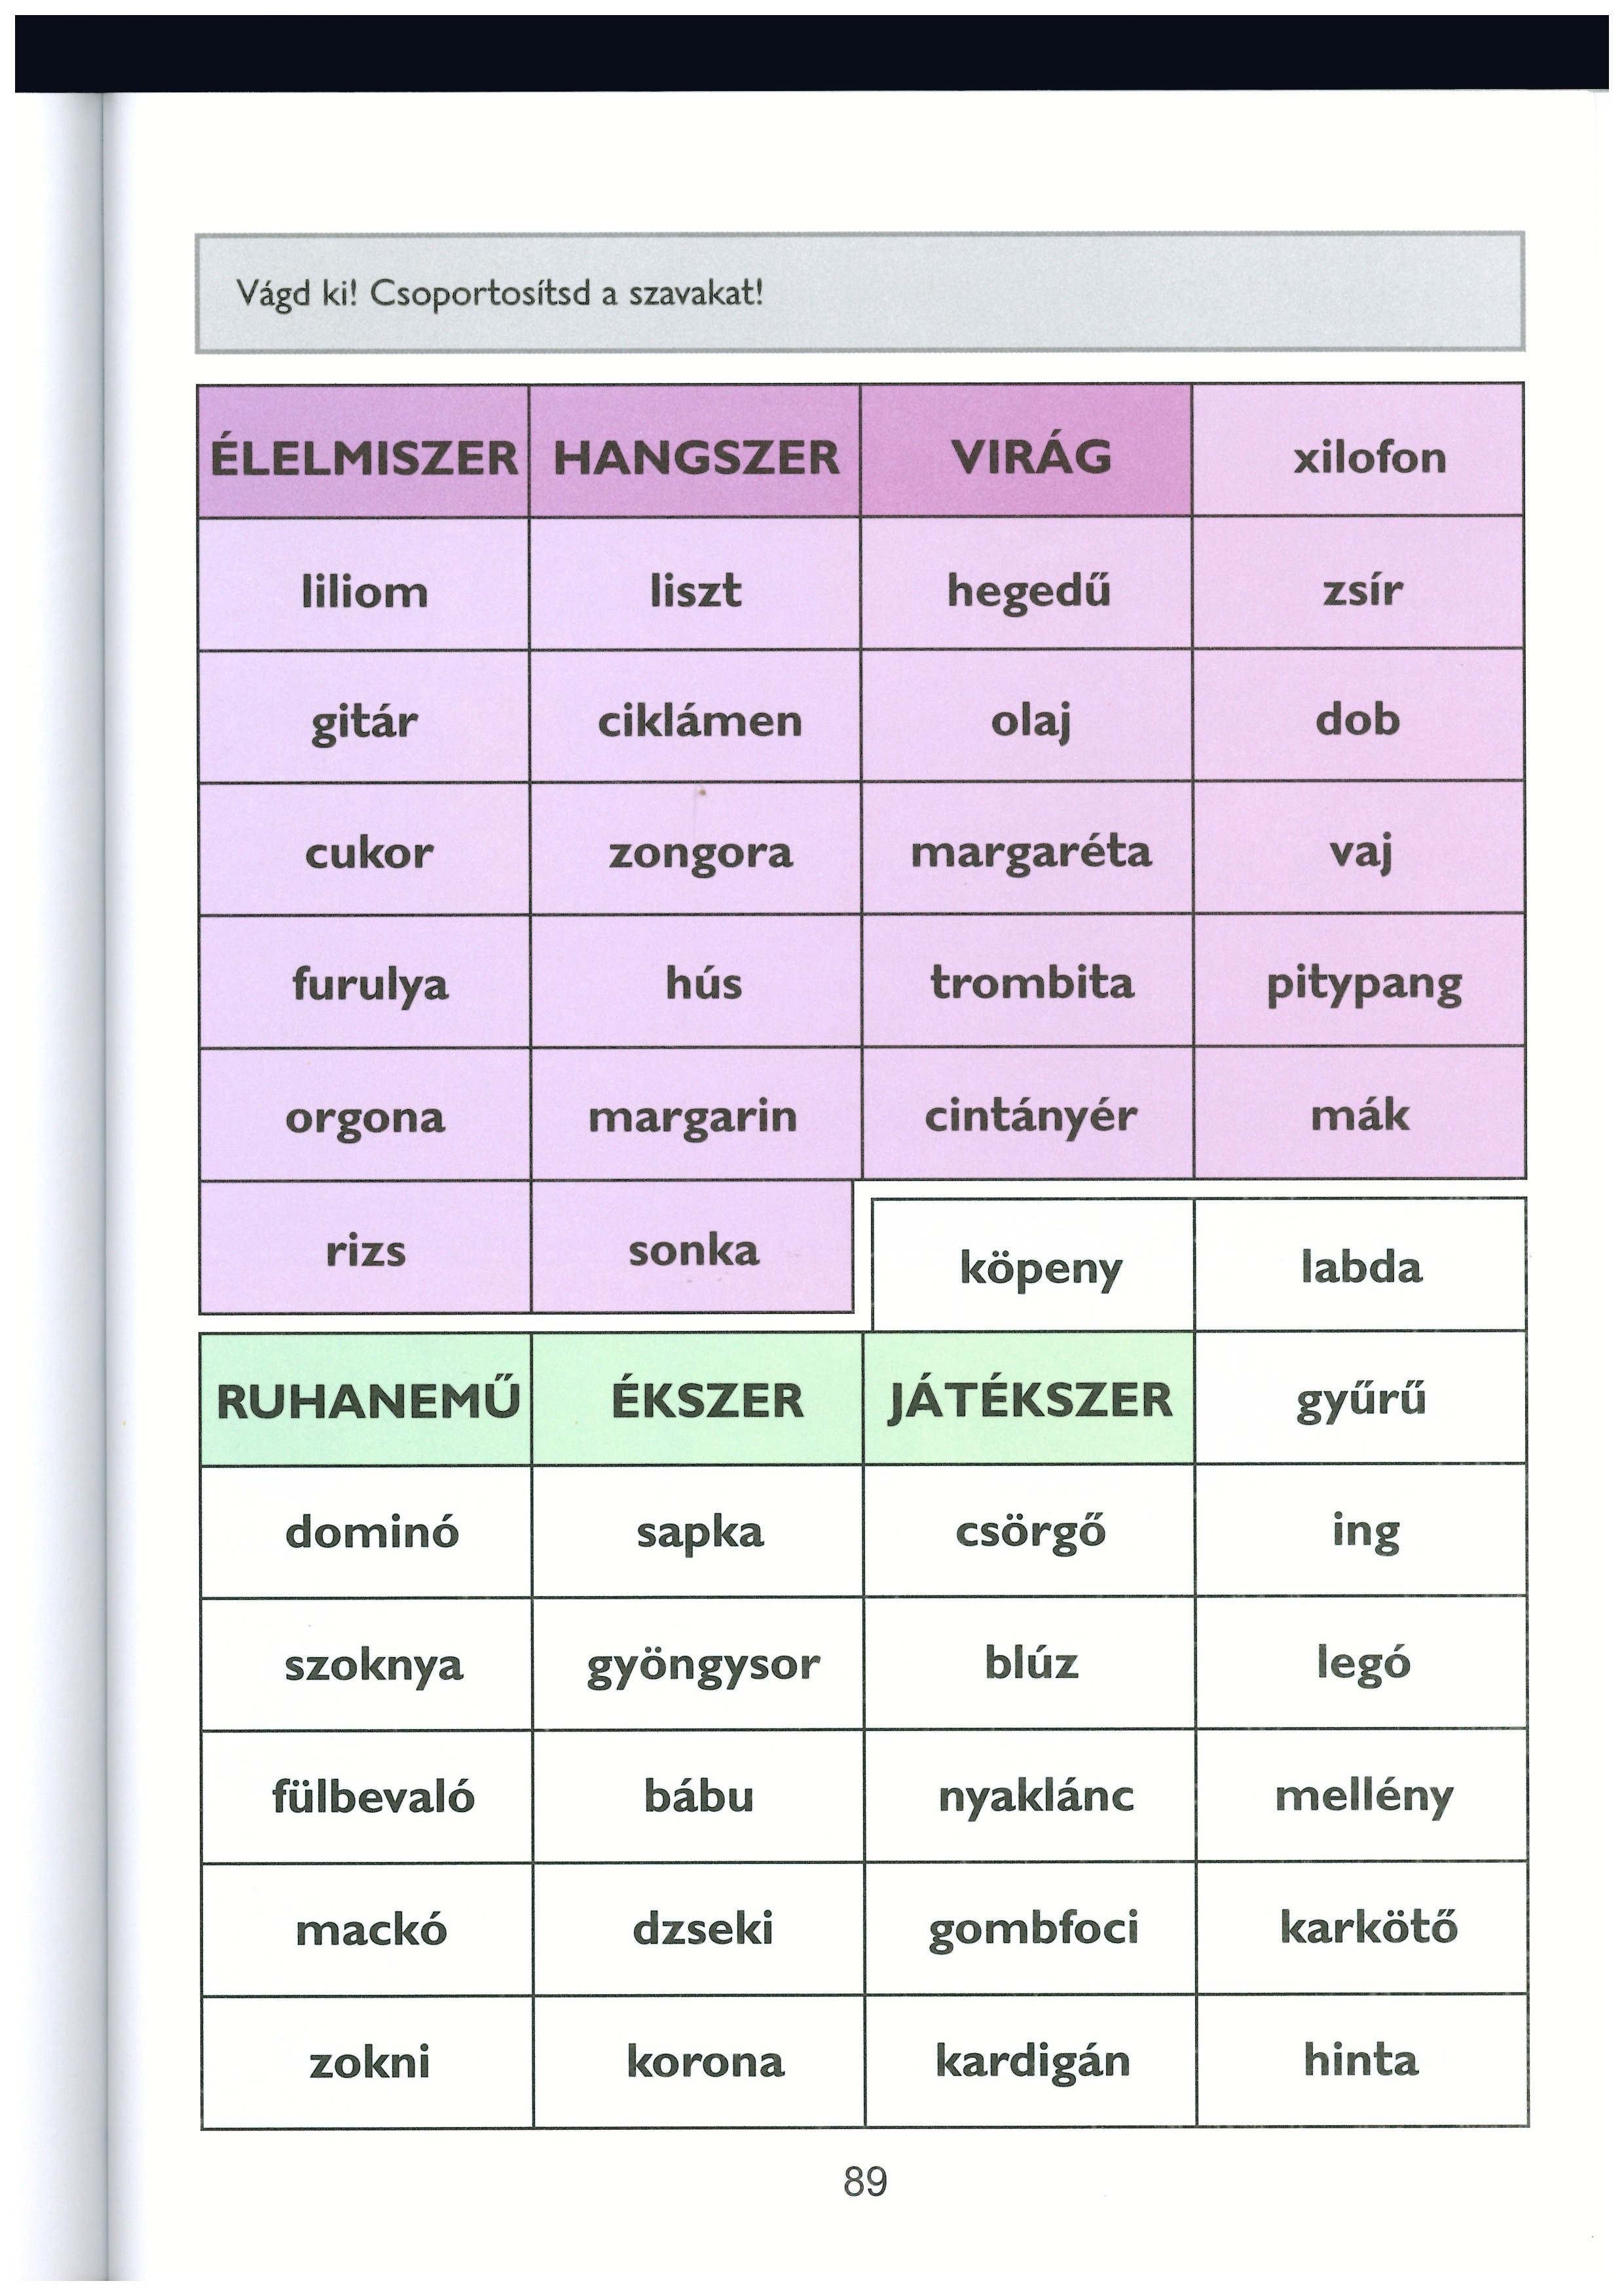 Vágd ki! Csoportosítsd a szavakat!
ÉLELMISZER HANGSZER VIRÁG xilofon
liliom liszt hegedű zsír
gitár ciklámen olaj dob
cukor zongora margaréta vaj
furulya hús trombita pitypang
orgona margarin cintányér mák
rizs sonka köpeny labda
RUHANEMŰ ÉKSZER JÁTÉKSZER gyűrű
dominó sapka csörgő ing
szoknya gyöngysor blúz legó
fülbevaló bábu nyaklánc mellény
mackó dzseki gombfoci karkötő
zokni korona kardigán hinta
89